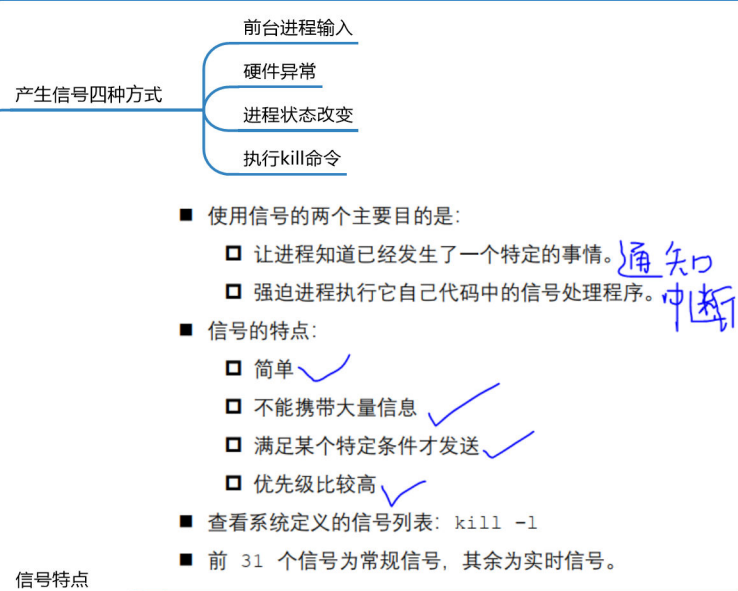 前台进程输入
硬件异常
产生信号四种方式
进程状态改变
执行kill命令
■ 使用信号的两个主要目的是：
让进程知道已经发生了一个特定的事情。通知
强迫进程执行它自己代码中的信号处理程序。中断
■ 信号的特点：
简单
不能携带大量信息
满足某个特定条件才发送
优先级比较高
■ 查看系统定义的信号列表：kill -l
■ 前 31 个信号为常规信号，其余为实时信号。
信号特点